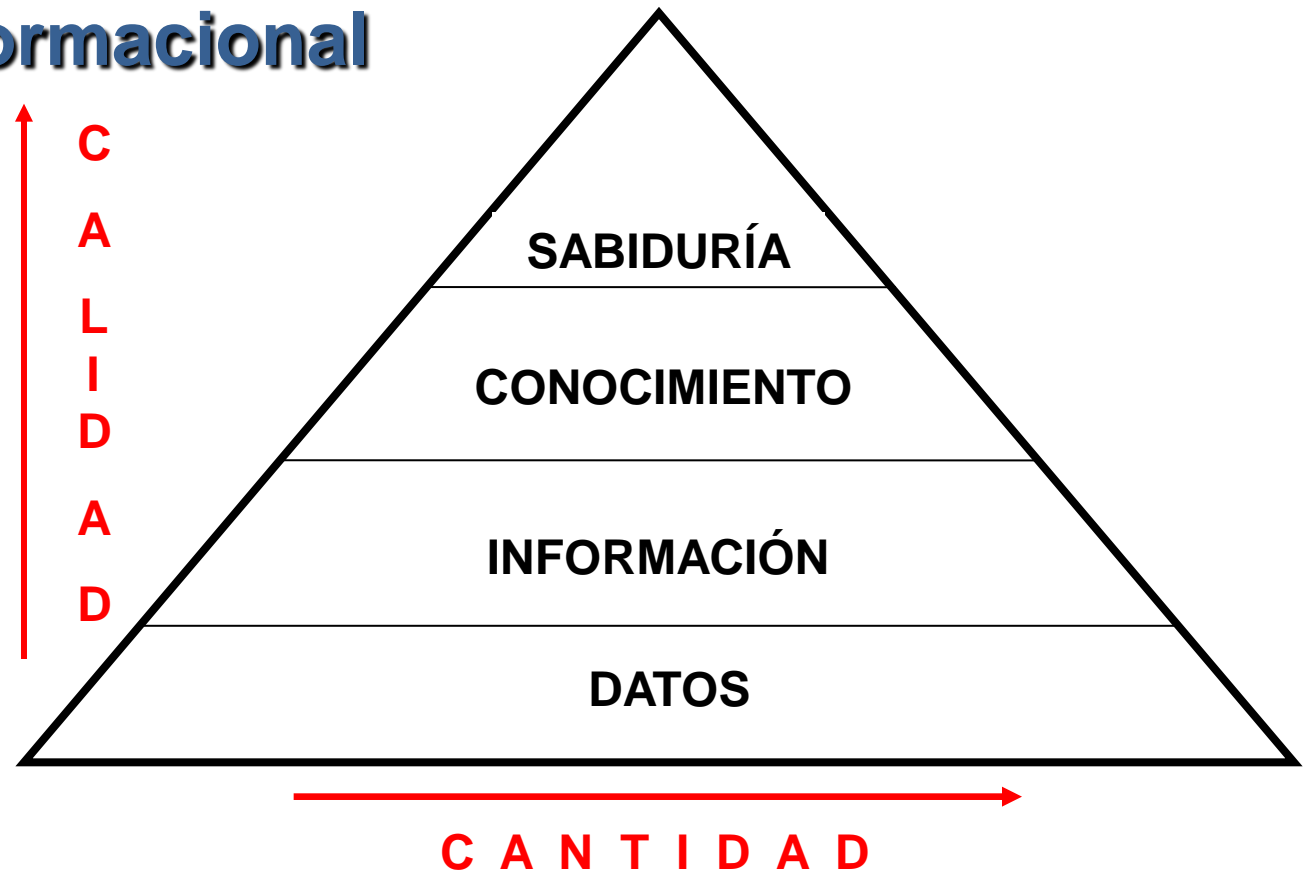 ormacional
CALIDAD
SABIDURÍA
CONOCIMIENTO
INFORMACIÓN
DATOS
CANTIDAD